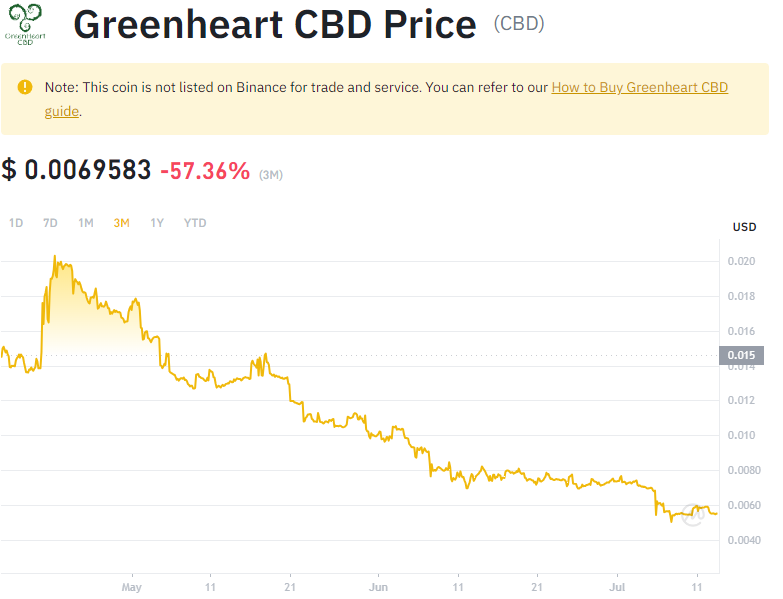 GreenHeart
CBD
Greenheart CBD Price (CBD)
Note: This coin is not listed on Binance for trade and service. You can refer to our How to Buy Greenheart CBD
guide.
$ 0.0069583 -57.36% (3M)
1D 7D 1M 3M 1Y YTD
USD
0.020
0.018
0.016
0.015
0.014
0.012
0.010
0.0080
0.0060
0.0040
May 11 21 Jun 11 21 Jul 11